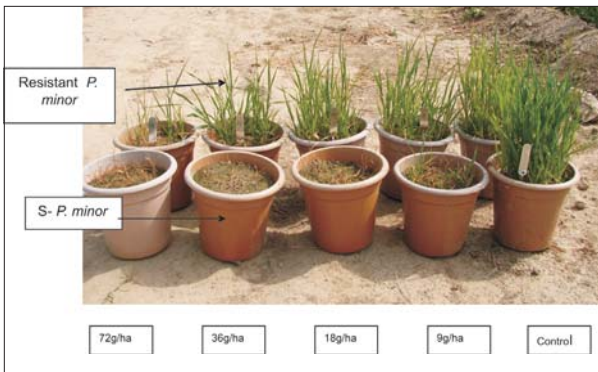 Resistant P.
minor
S- P. minor
72g/ha
36g/ha
18g/ha
9g/ha
Control